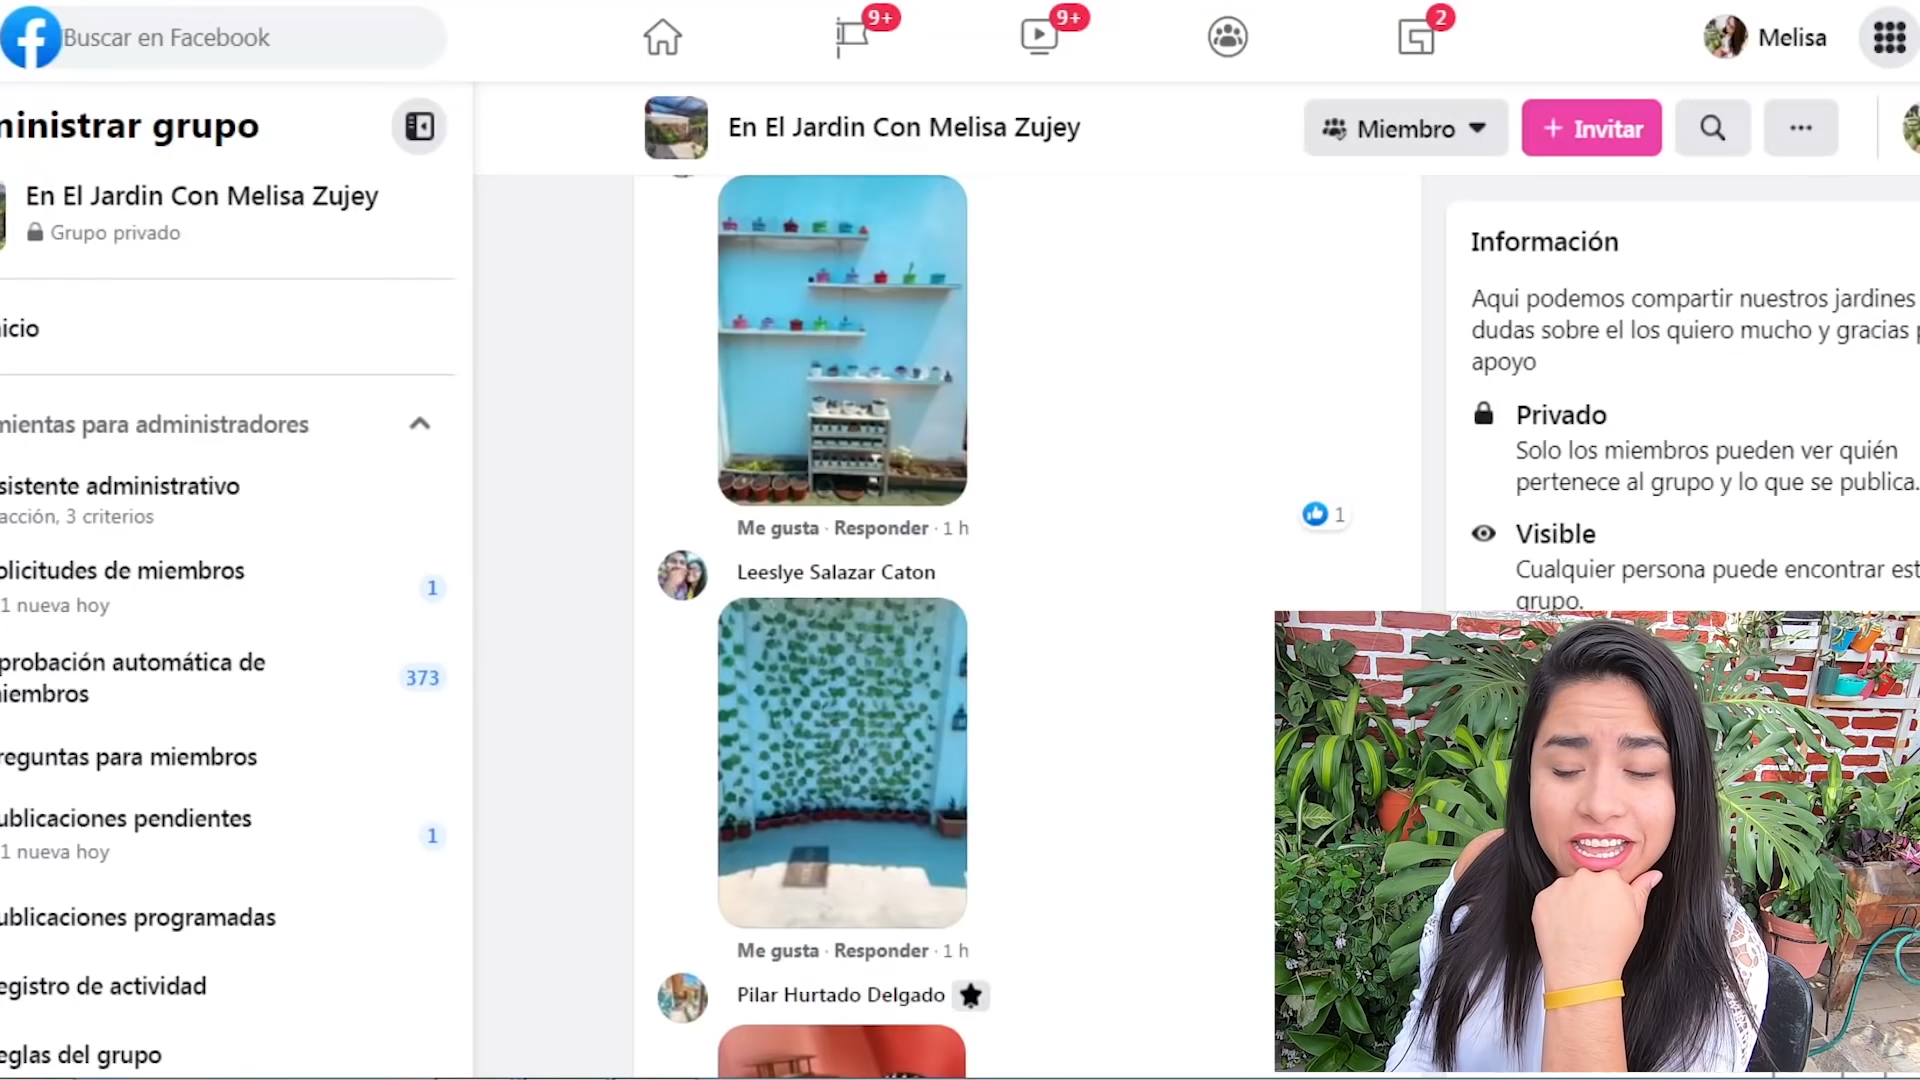 Buscar en Facebook
9+
9+
2
Melisa
ministrar grupo
En El Jardin Con Melisa Zujey
Grupo privado
icio
mientas para administradores
sistente administrativo
acción, 3 criterios
olicitudes de miembros
1 nueva hoy
1
probación automática de
miembros
373
reguntas para miembros
ublicaciones pendientes
1 nueva hoy
1
ublicaciones programadas
egistro de actividad
eglas del grupo
En El Jardin Con Melisa Zujey
Miembro
+ Invitar
Me gusta · Responder · 1 h
1
Leeslye Salazar Caton
Me gusta · Responder · 1 h
Pilar Hurtado Delgado
Información
Aqui podemos compartir nuestros jardines
dudas sobre el los quiero mucho y gracias p
apoyo
Privado
Solo los miembros pueden ver quién
pertenece al grupo y lo que se publica.
Visible
Cualquier persona puede encontrar est
grupo.